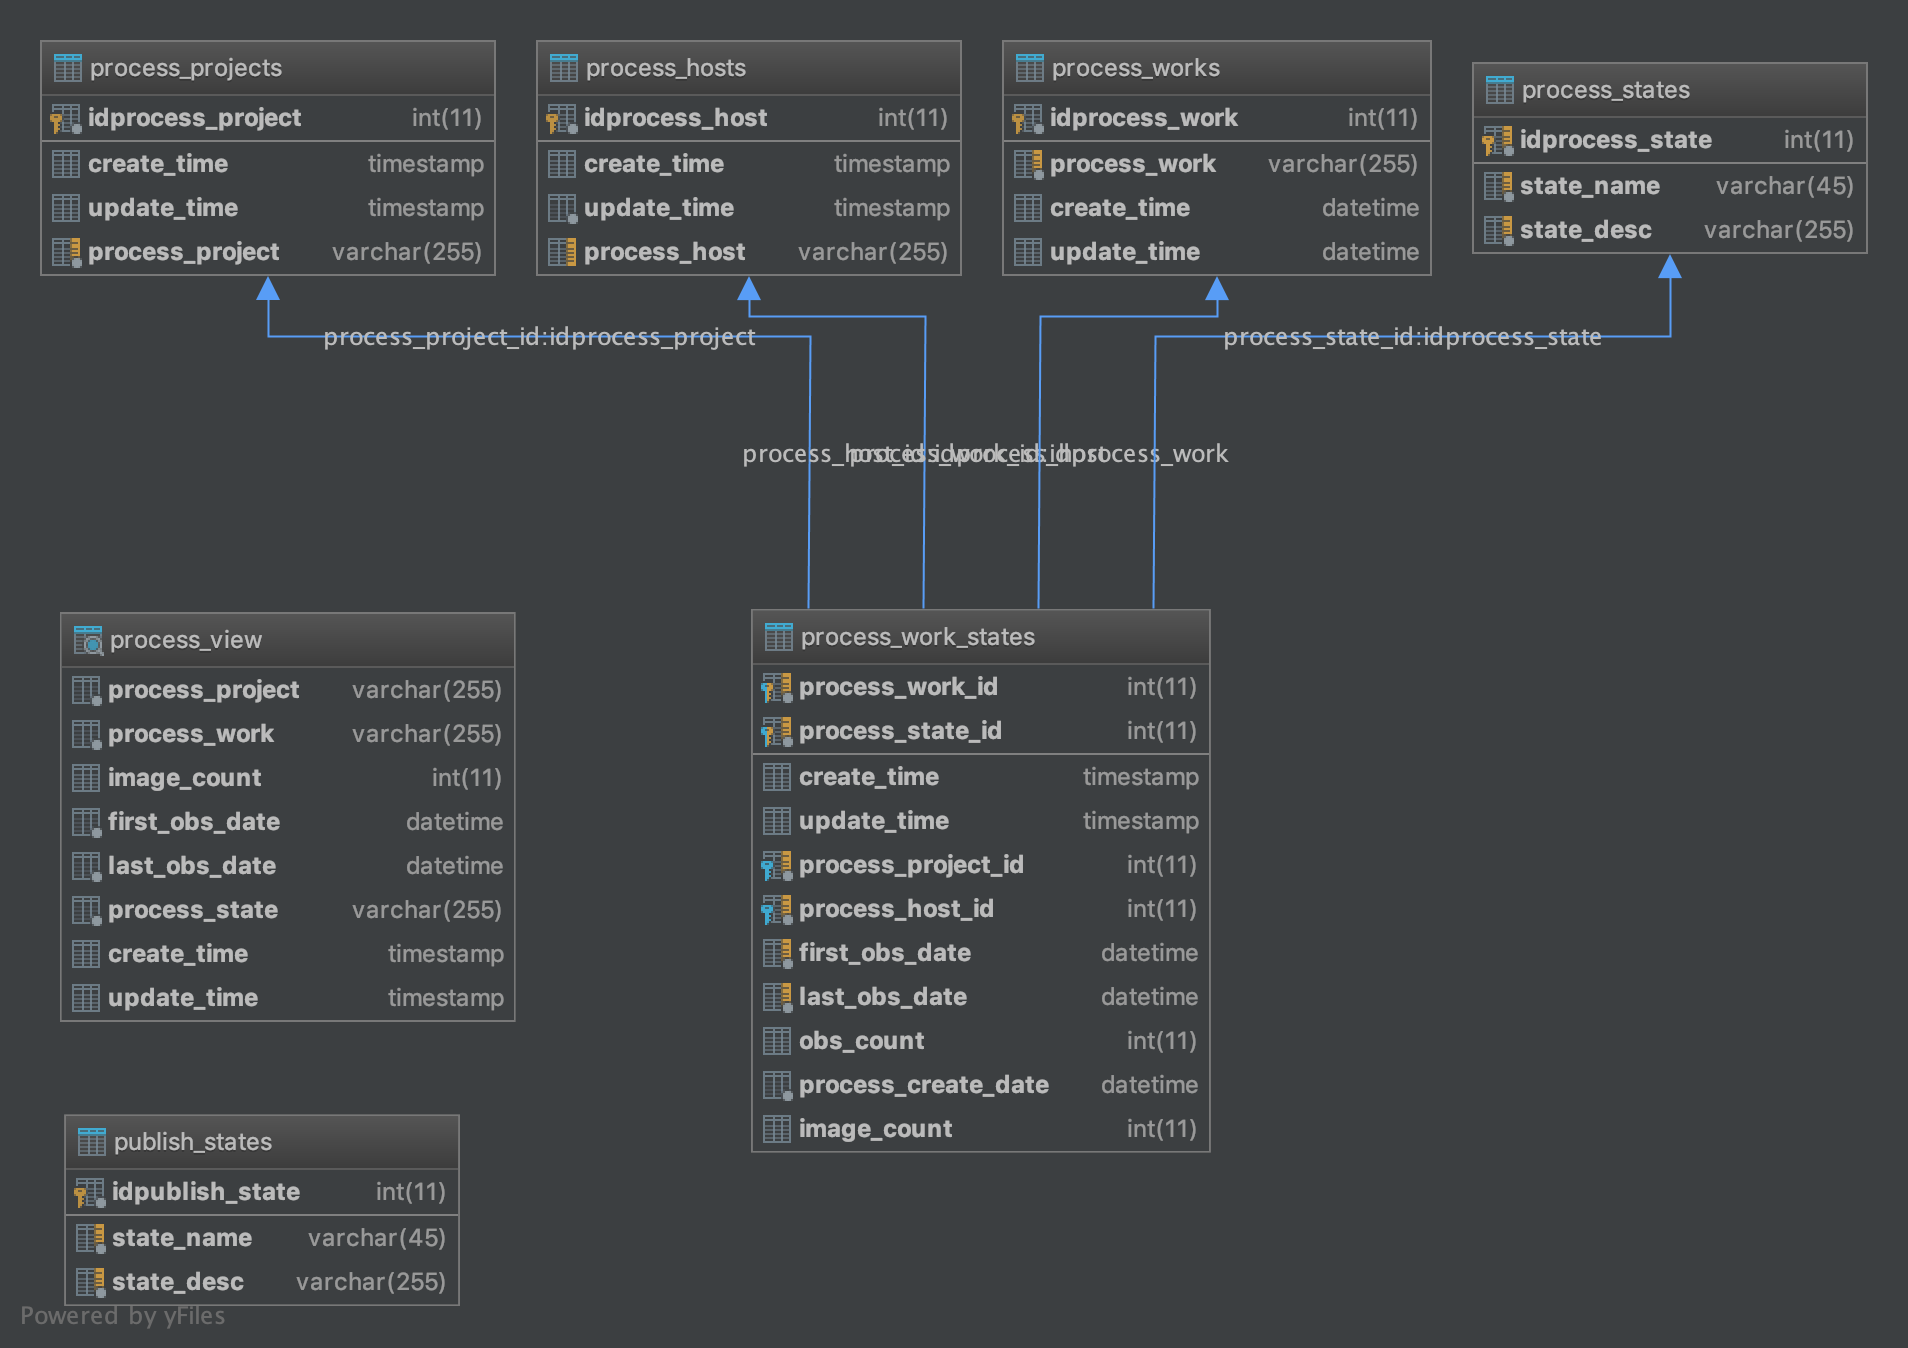 process_projects
idprocess_project int(11)
create_time timestamp
update_time timestamp
process_project varchar(255)
process_hosts
idprocess_host int(11)
create_time timestamp
update_time timestamp
process_host varchar(255)
process_works
idprocess_work int(11)
process_work varchar(255)
create_time datetime
update_time datetime
process_states
idprocess_state int(11)
state_name varchar(45)
state_desc varchar(255)
process_project_id:idprocess_project
process_state_id:idprocess_state
process_host_id:idprocess_host
process_work_id:idprocess_work
process_view
process_project varchar(255)
process_work varchar(255)
image_count int(11)
first_obs_date datetime
last_obs_date datetime
process_state varchar(255)
create_time timestamp
update_time timestamp
process_work_states
process_work_id int(11)
process_state_id int(11)
create_time timestamp
update_time timestamp
process_project_id int(11)
process_host_id int(11)
first_obs_date datetime
last_obs_date datetime
obs_count int(11)
process_create_date datetime
image_count int(11)
publish_states
idpublish_state int(11)
state_name varchar(45)
state_desc varchar(255)
Powered by yFiles